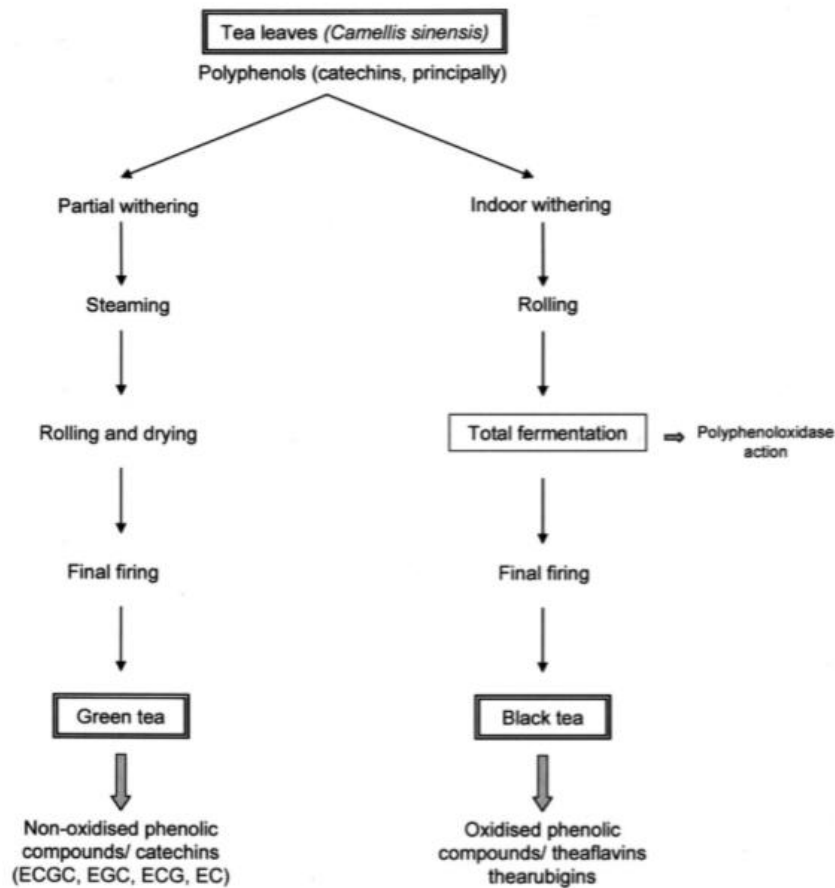 Tea leaves (Camellis sinensis)
Polyphenols (catechins, principally)
Partial withering
Steaming
Rolling and drying
Final firing
Green tea
Non-oxidised phenolic
compounds/ catechins
(ECGC, EGC, ECG, EC)
Indoor withering
Rolling
Total fermentation ⇒ Polyphenoloxidase
action
Final firing
Black tea
Oxidised phenolic
compounds/ theaflavins
thearubigins